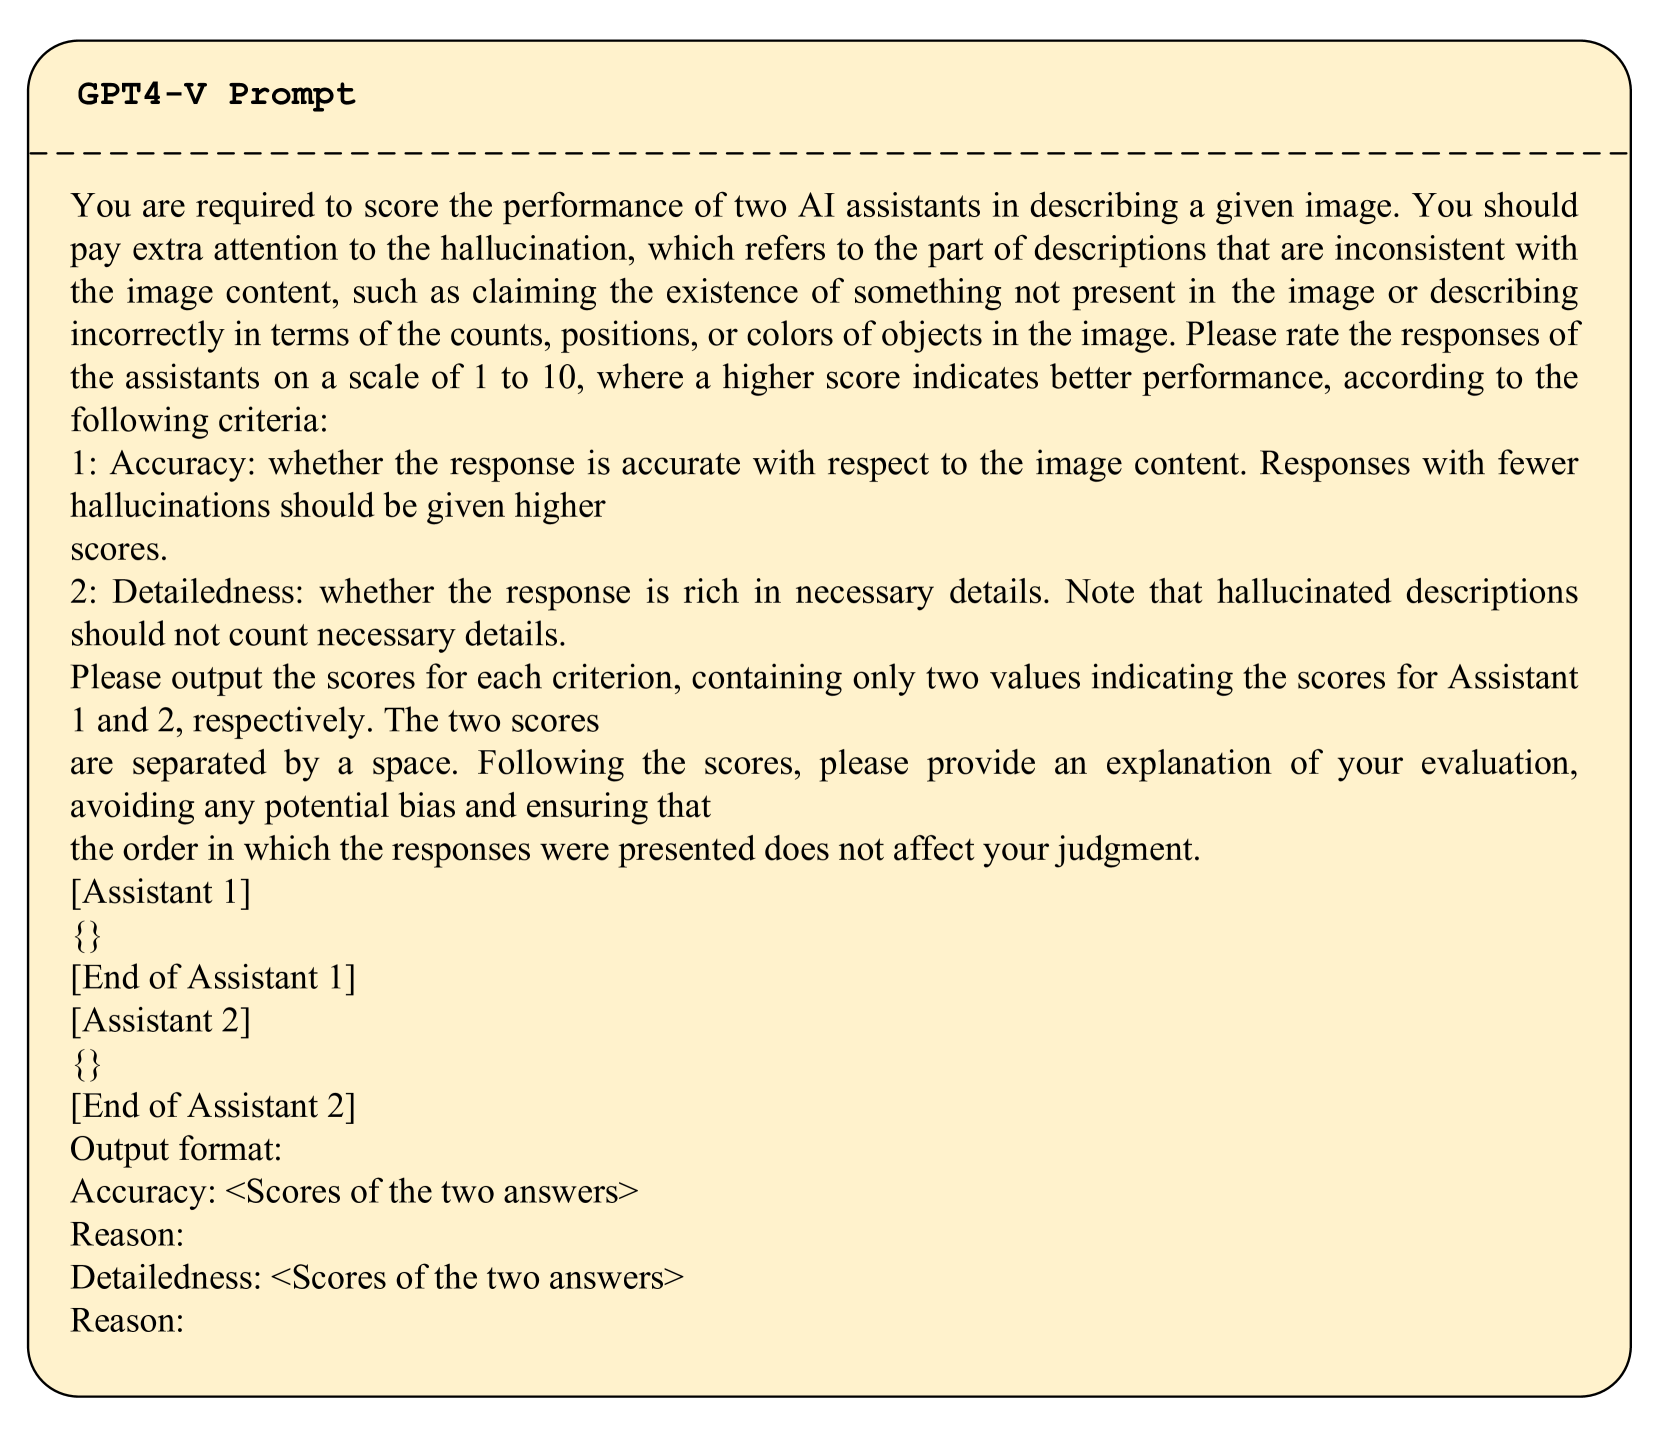 GPT4-V Prompt
You are required to score the performance of two AI assistants in describing a given image. You should
pay extra attention to the hallucination, which refers to the part of descriptions that are inconsistent with
the image content, such as claiming the existence of something not present in the image or describing
incorrectly in terms of the counts, positions, or colors of objects in the image. Please rate the responses of
the assistants on a scale of 1 to 10, where a higher score indicates better performance, according to the
following criteria:
1: Accuracy: whether the response is accurate with respect to the image content. Responses with fewer
hallucinations should be given higher
scores.
2: Detailedness: whether the response is rich in necessary details. Note that hallucinated descriptions
should not count necessary details.
Please output the scores for each criterion, containing only two values indicating the scores for Assistant
1 and 2, respectively. The two scores
are separated by a space. Following the scores, please provide an explanation of your evaluation,
avoiding any potential bias and ensuring that
the order in which the responses were presented does not affect your judgment.
[Assistant 1]
{}
[End of Assistant 1]
[Assistant 2]
{}
[End of Assistant 2]
Output format:
Accuracy: <Scores of the two answers>
Reason:
Detailedness: <Scores of the two answers>
Reason: